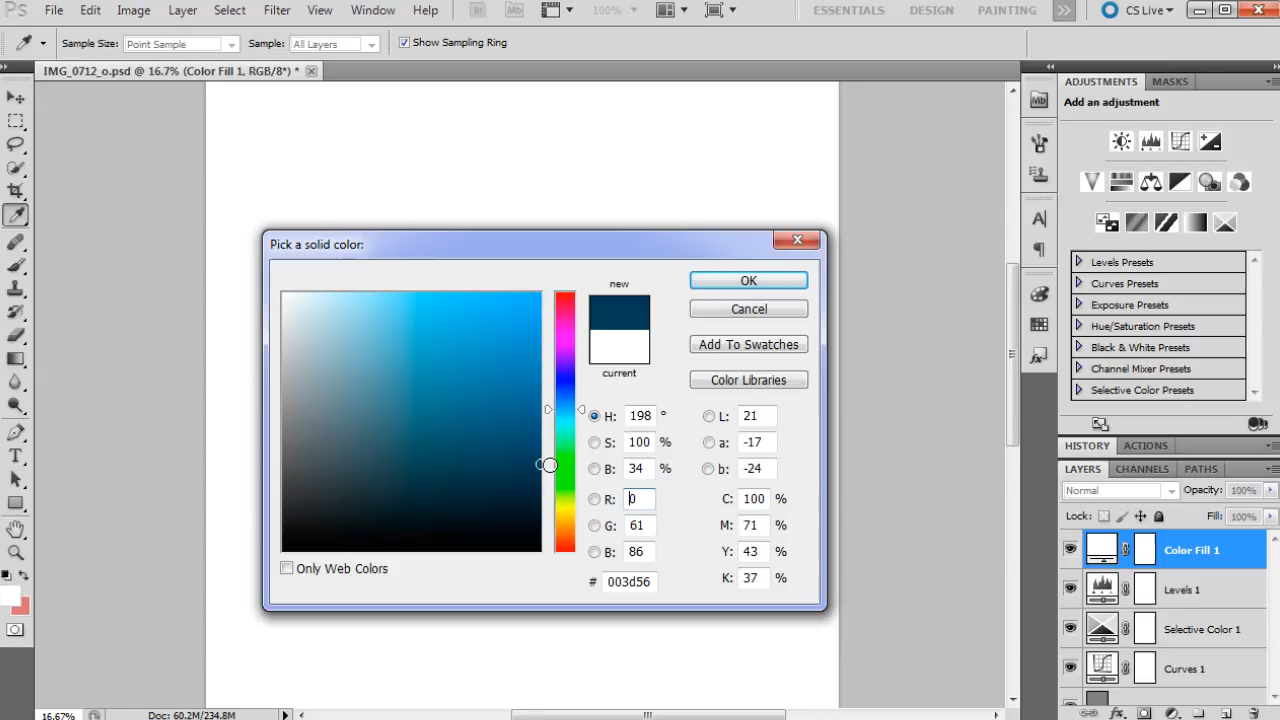 Ps File Edit Image Layer Select Filter View Window Help Br Mb 100% ESSENTIALS DESIGN PAINTING CS Live
Sample Size: Point Sample Sample: All Layers Show Sampling Ring
IMG_0712_o.psd @ 16.7% (Color Fill 1, RGB/8*) *
ADJUSTMENTS MASKS
Add an adjustment
Mb
Levels Presets
Curves Presets
Exposure Presets
Hue/Saturation Presets
Black & White Presets
Channel Mixer Presets
Selective Color Presets
HISTORY ACTIONS
LAYERS CHANNELS PATHS
Normal Opacity: 100%
Lock: Fill: 100%
Color Fill 1
Levels 1
Selective Color 1
Curves 1
Pick a solid color:
new
current
OK
Cancel
Add To Swatches
Color Libraries
H: 198 ° L: 21
S: 100 % a: -17
B: 34 % b: -24
R: 0 C: 100 %
G: 61 M: 71 %
B: 86 Y: 43 %
# 003d56 K: 37 %
Only Web Colors
16.67% Doc: 60.2M/234.8M